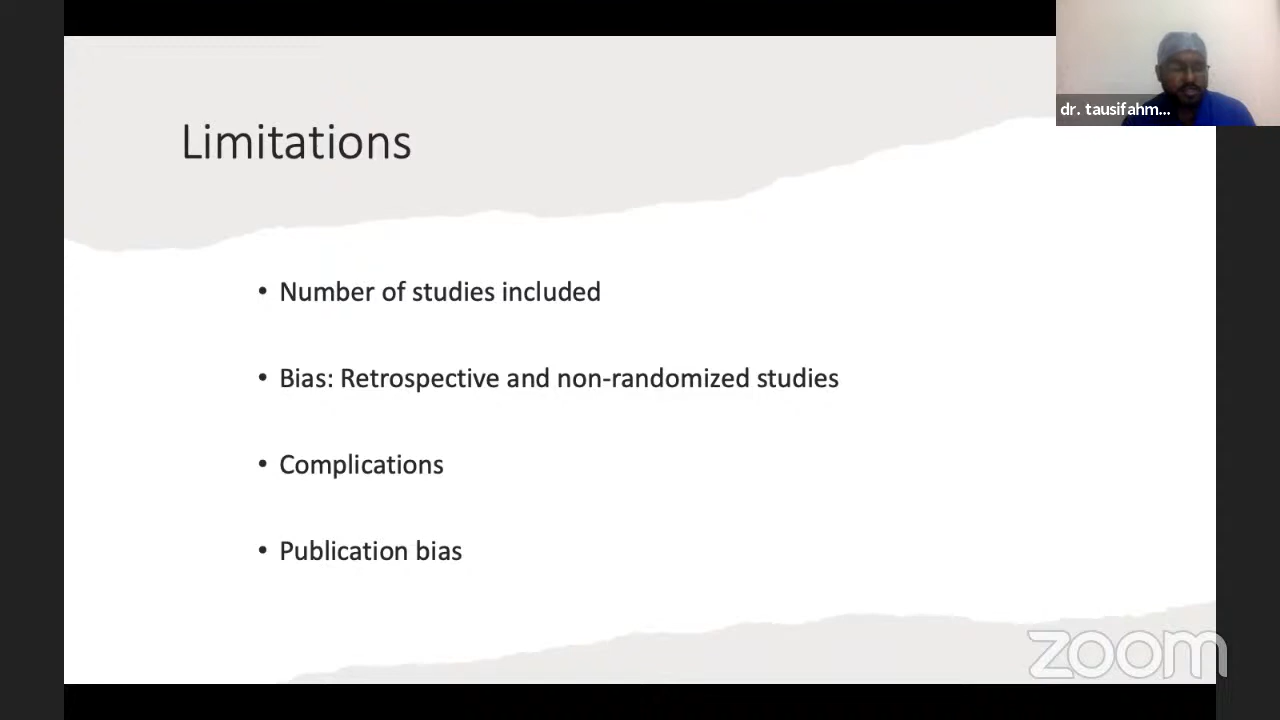 Limitations
dr. tausifahm...
• Number of studies included
• Bias: Retrospective and non-randomized studies
• Complications
• Publication bias
zoom